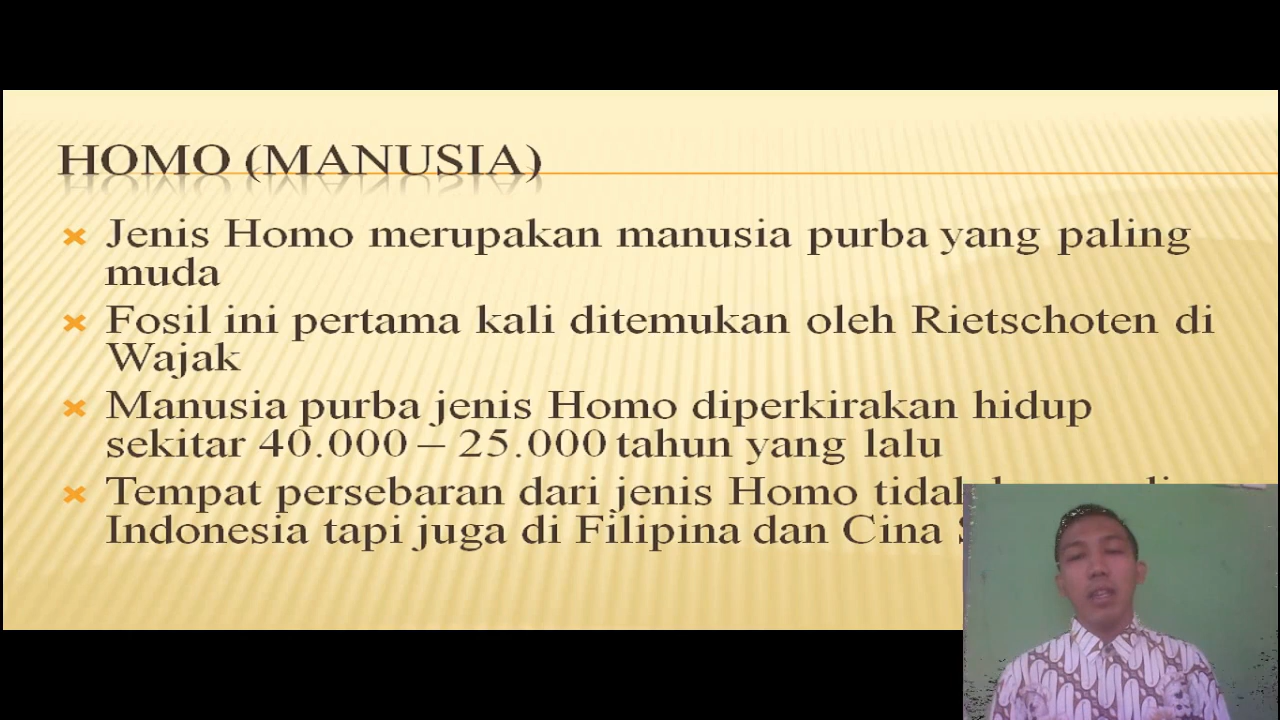 HOMO (MANUSIA)
Jenis Homo merupakan manusia purba yang paling
muda
Fosil ini pertama kali ditemukan oleh Rietschoten di
Wajak
Manusia purba jenis Homo diperkirakan hidup
sekitar 40.000 – 25.000 tahun yang lalu
Tempat persebaran dari jenis Homo
Indonesia tapi juga di Filipina dan Cina